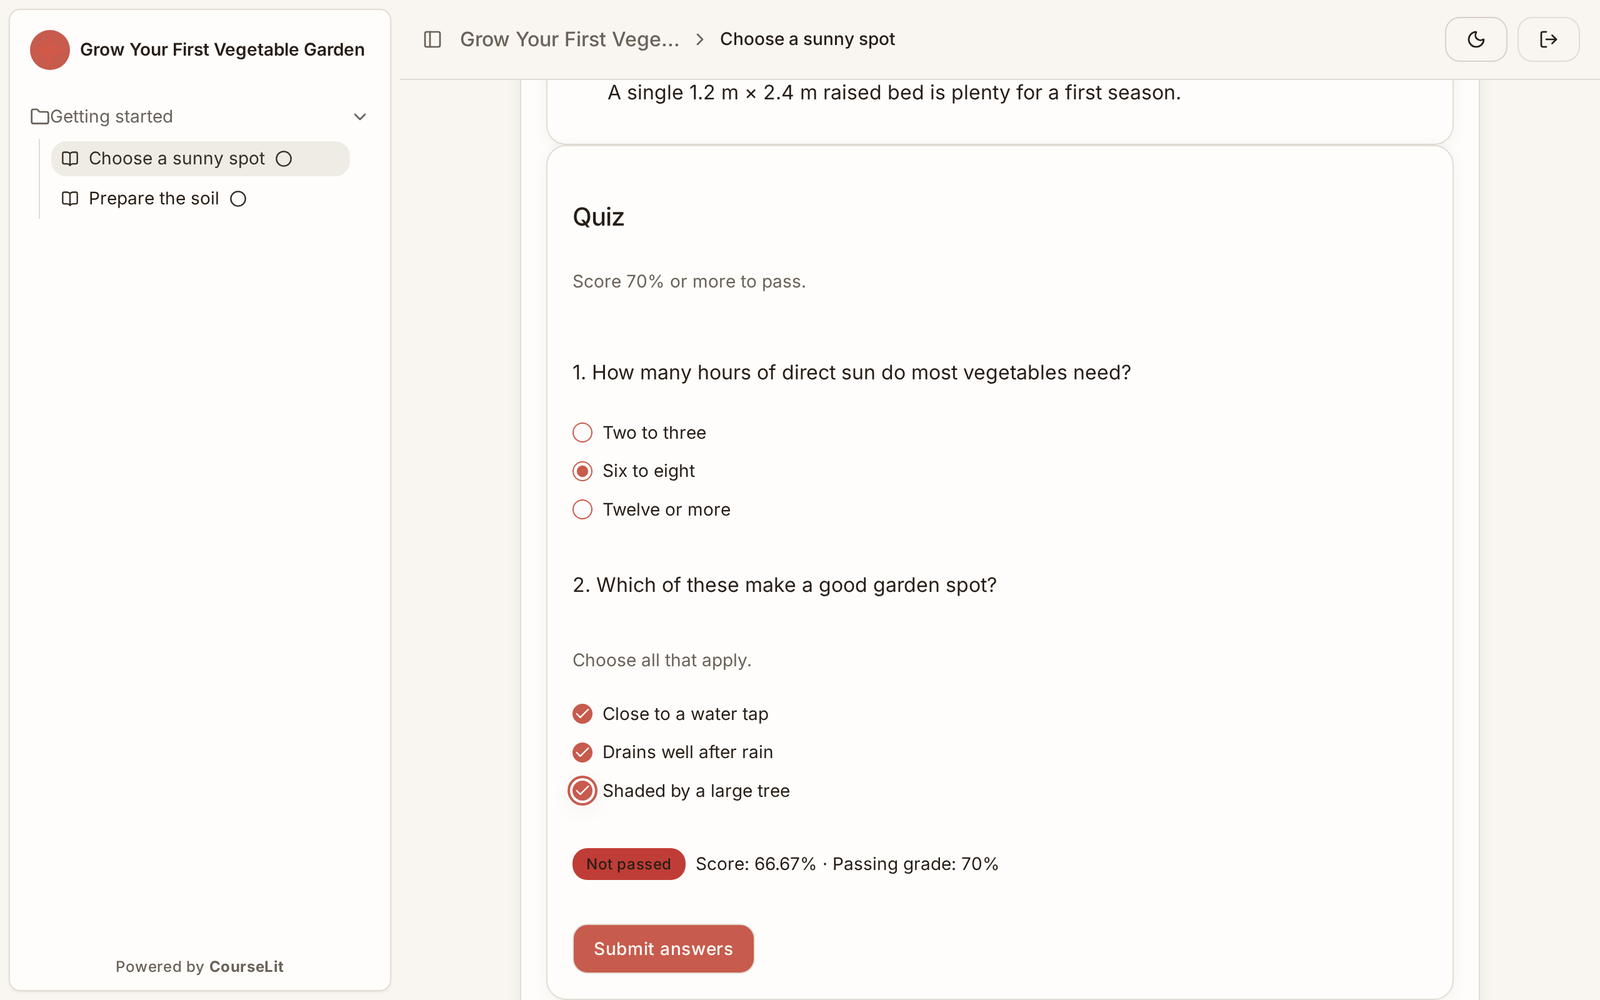 Grow Your First Vegetable Garden
Getting started
Choose a sunny spot
Prepare the soil
Powered by CourseLit
Grow Your First Vege... > Choose a sunny spot
A single 1.2 m × 2.4 m raised bed is plenty for a first season.
Quiz
Score 70% or more to pass.
1. How many hours of direct sun do most vegetables need?
Two to three
Six to eight
Twelve or more
2. Which of these make a good garden spot?
Choose all that apply.
Close to a water tap
Drains well after rain
Shaded by a large tree
Not passed Score: 66.67% · Passing grade: 70%
Submit answers